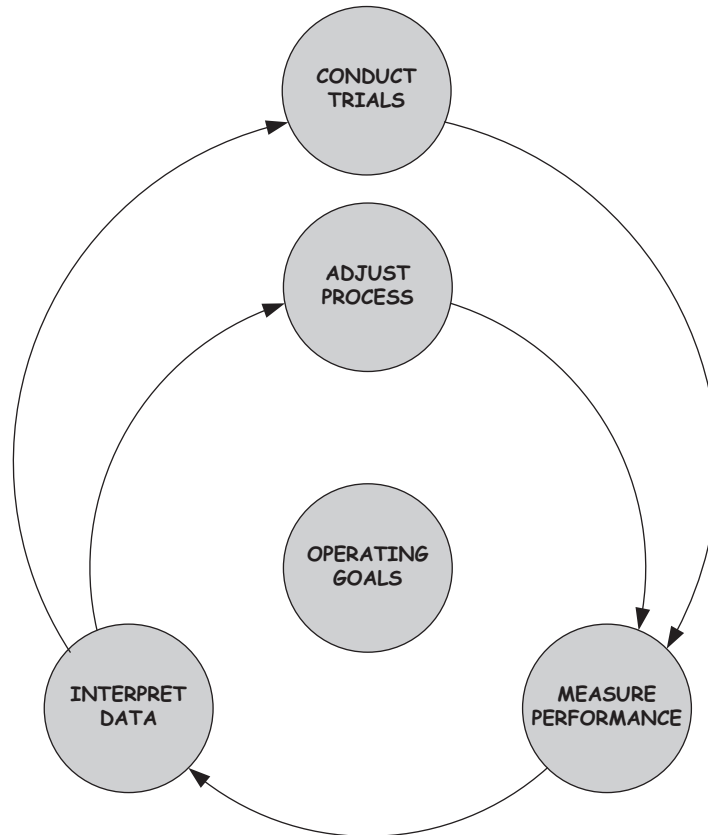 CONDUCT
TRIALS
ADJUST
PROCESS
OPERATING
GOALS
INTERPRET
DATA
MEASURE
PERFORMANCE